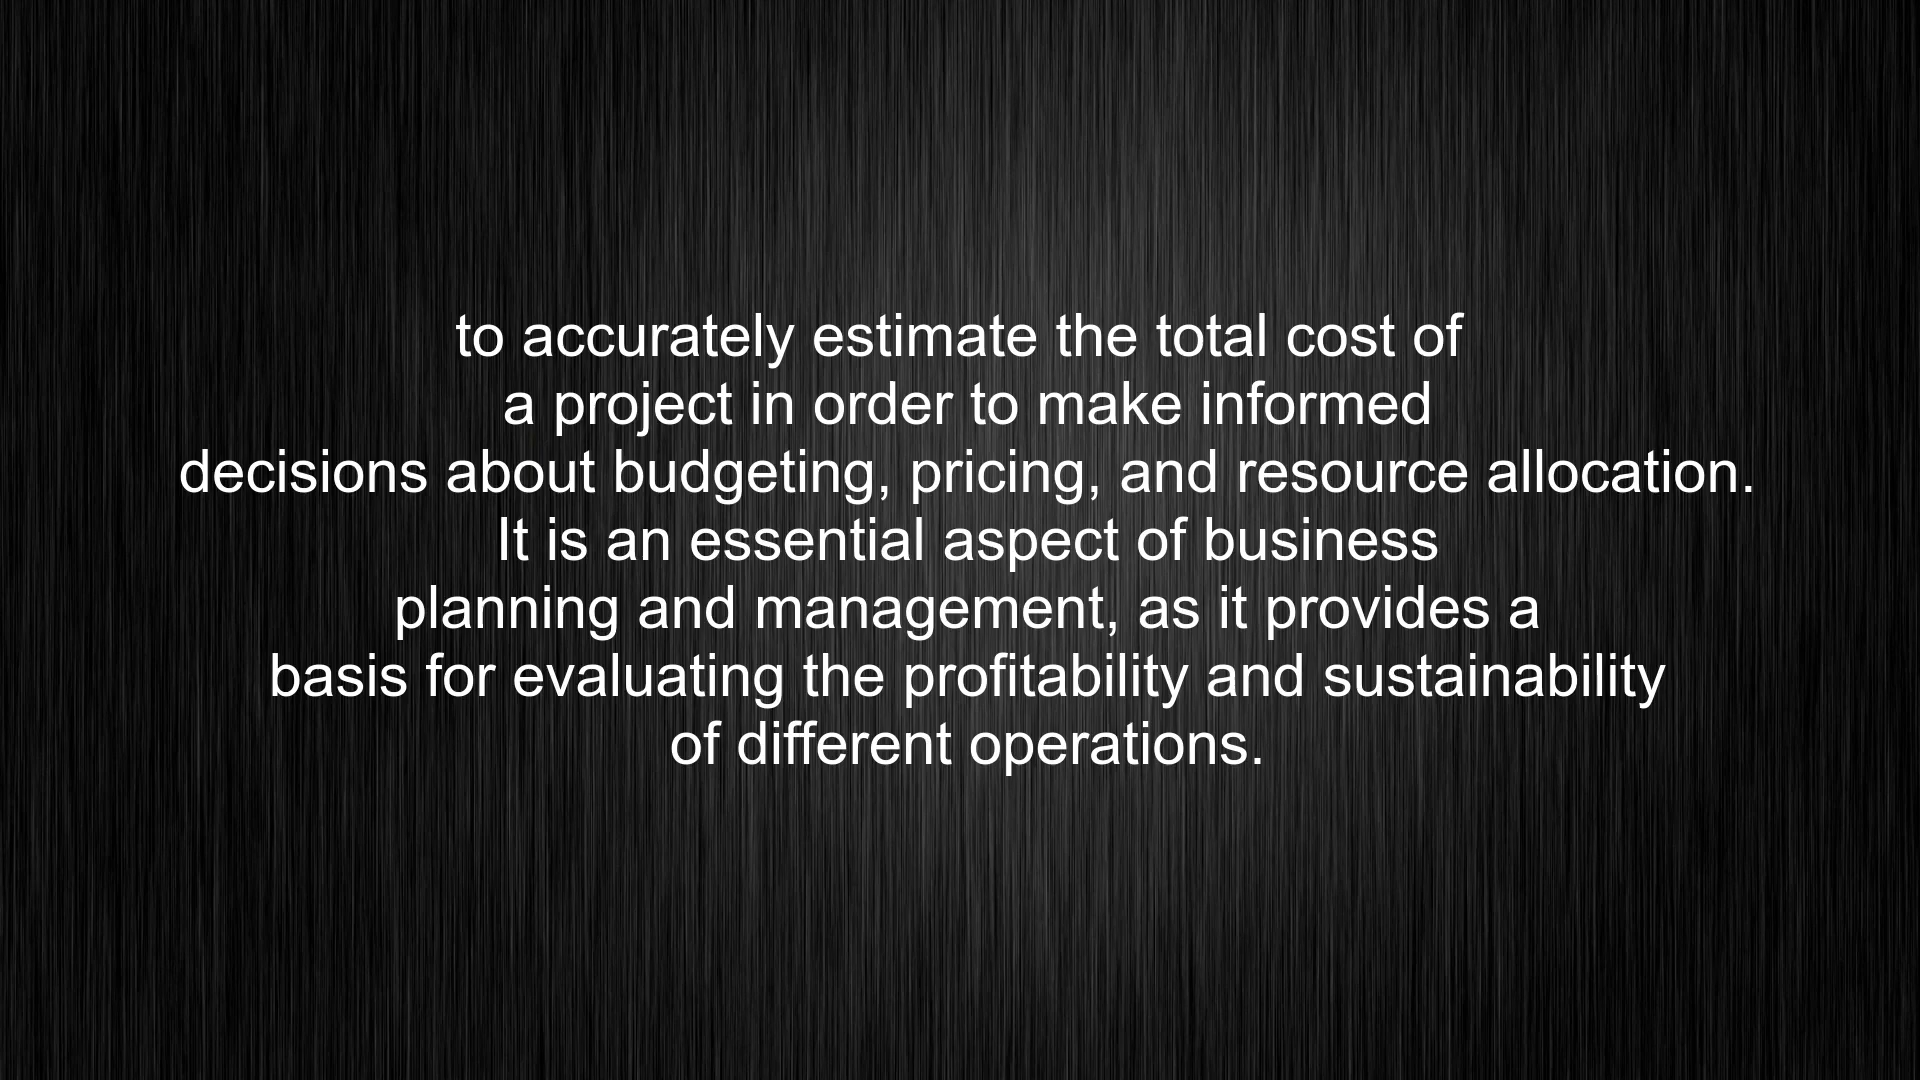 to accurately estimate the total cost of
a project in order to make informed
decisions about budgeting, pricing, and resource allocation.
It is an essential aspect of business
planning and management, as it provides a
basis for evaluating the profitability and sustainability
of different operations.